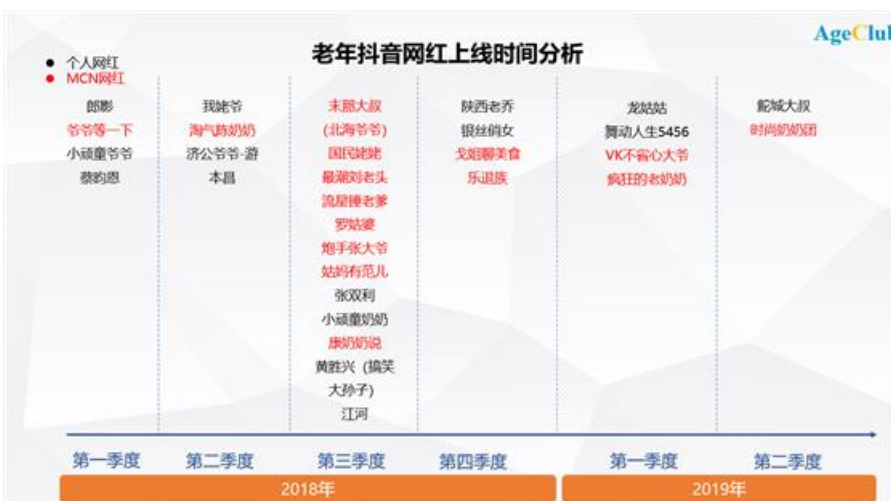 AgeClub
老年抖音网红上线时间分析
个人网红
MCN网红
郎影
爷爷等一下
小顽童爷爷
蔡昀恩
我姥爷
淘气陈奶奶
济公爷爷-游
本昌
末那大叔
(北海爷爷)
国民姥姥
最潮刘老头
流星锤老爹
罗姑婆
炮手张大爷
姑妈有范儿
张双利
小顽童奶奶
康奶奶说
黄胜兴（搞笑
大孙子）
江河
陕西老乔
银丝俏女
戈姐聊美食
乐退族
龙姑姑
舞动人生5456
VK不省心大爷
疯狂的老奶奶
舵城大叔
时尚奶奶团
第一季度
第二季度
第三季度
第四季度
第一季度
第二季度
2018年
2019年